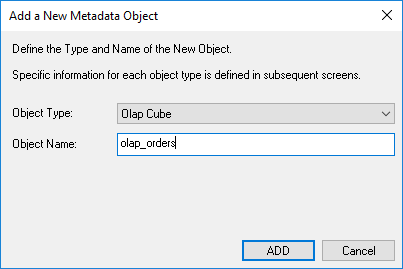 Add a New Metadata Object
Define the Type and Name of the New Object.
Specific information for each object type is defined in subsequent screens.
Object Type: Olap Cube
Object Name: olap_orders
ADD Cancel